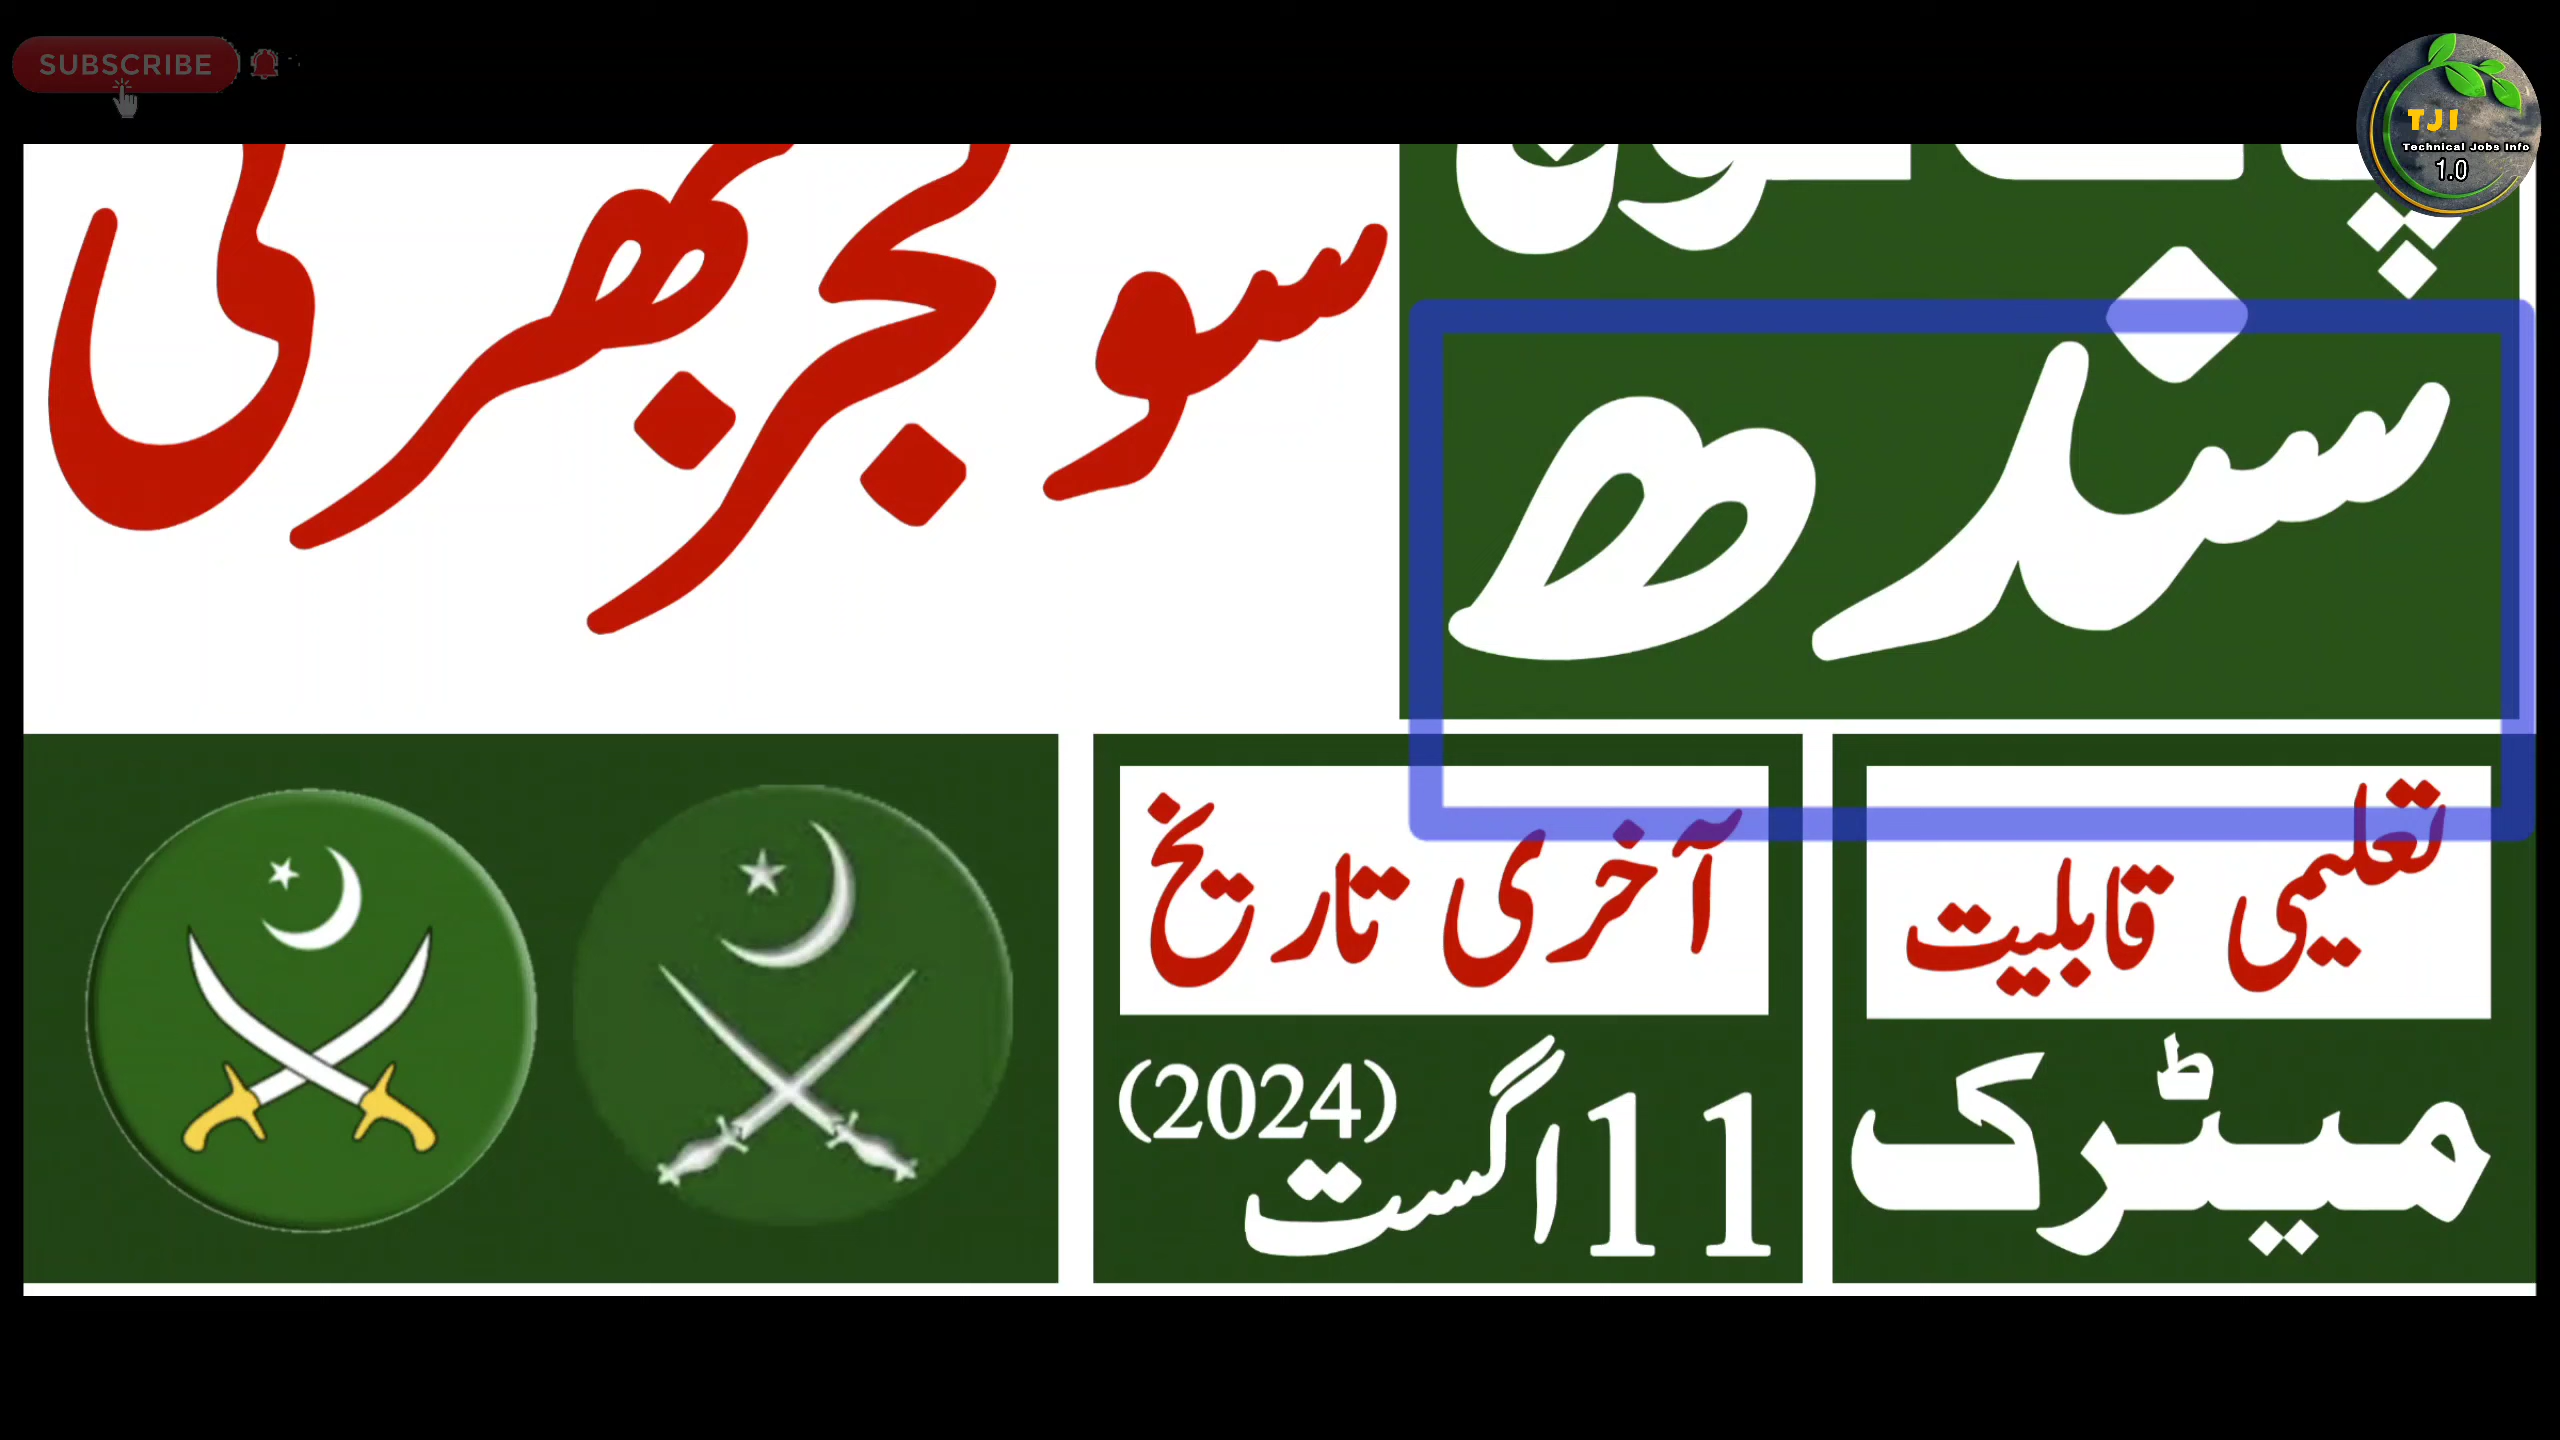 SUBSCRIBE
TJI
Technical Jobs Info
1.0
سولجر بھرتی
سندھ
تعلیمی قابلیت
میٹرک
آخری تاریخ
11 اگست (2024)